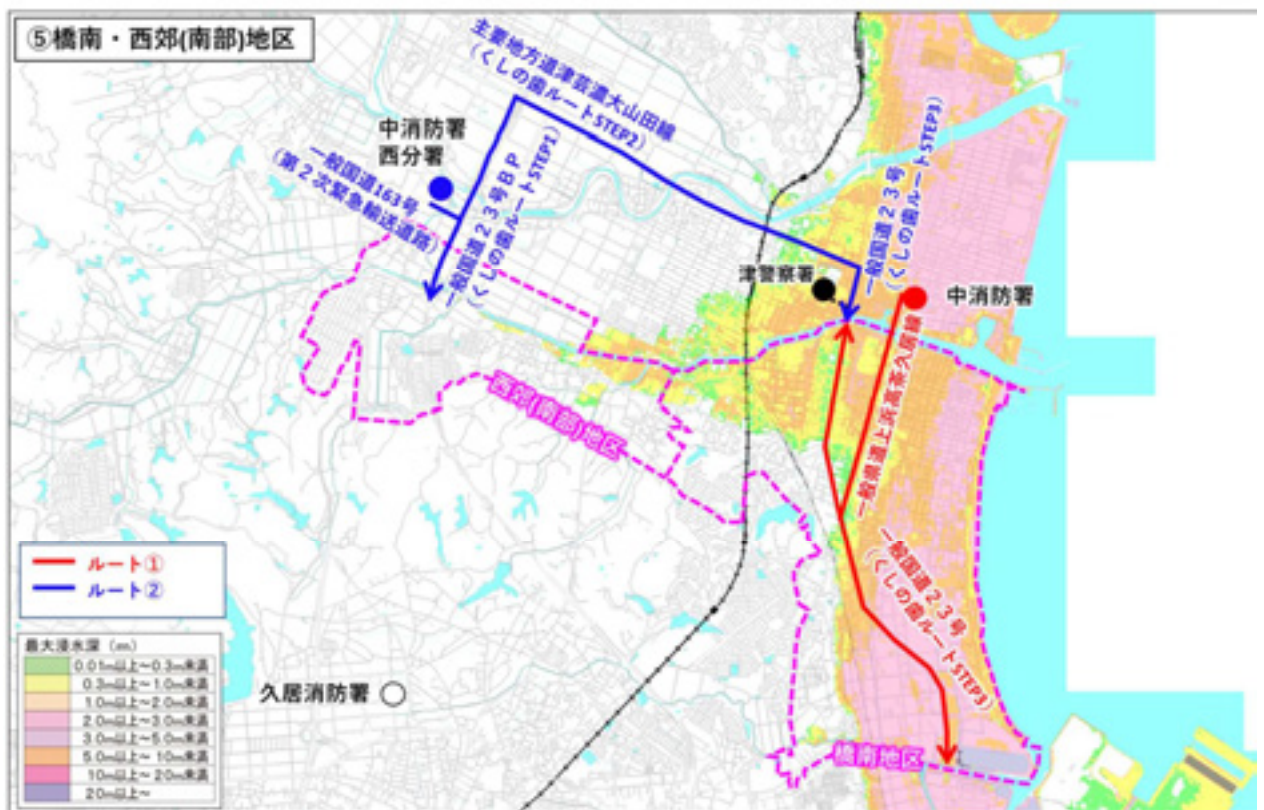 ⑤橋南・西郊(南部)地区
主要地方道津芸濃大山田線
(くしの歯ルートSTEP2)
中消防署
西分署
一般国道163号
(第2次緊急輸送道路)
一般国道23号BP
(くしの歯ルートSTEP1)
一般国道23号
(くしの歯ルートSTEP3)
津警察署
中消防署
一般県道上浜高茶屋久居線
西郊(南部)地区
一般国道23号
(くしの歯ルートSTEP3)
ルート①
ルート②
最大浸水深 (m)
0.01m以上~0.3m未満
0.3m以上~1.0m未満
1.0m以上~2.0m未満
2.0m以上~3.0m未満
3.0m以上~5.0m未満
5.0m以上~10m未満
10m以上~20m未満
20m以上~
久居消防署
橋南地区